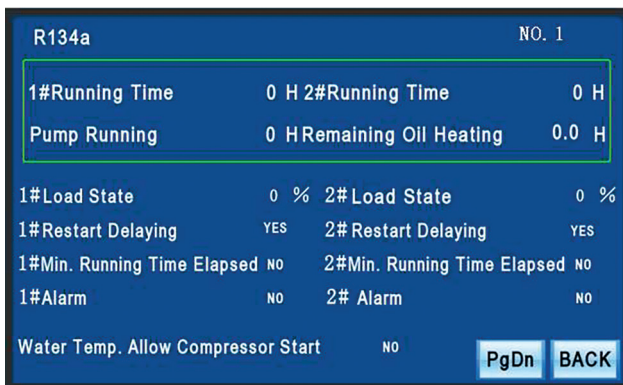 R134a NO. 1
1#Running Time 0 H 2#Running Time 0 H
Pump Running 0 H Remaining Oil Heating 0.0 H
1#Load State 0 % 2#Load State 0 %
1#Restart Delaying YES 2#Restart Delaying YES
1#Min. Running Time Elapsed NO 2#Min. Running Time Elapsed NO
1#Alarm NO 2# Alarm NO
Water Temp. Allow Compressor Start NO PgDn BACK